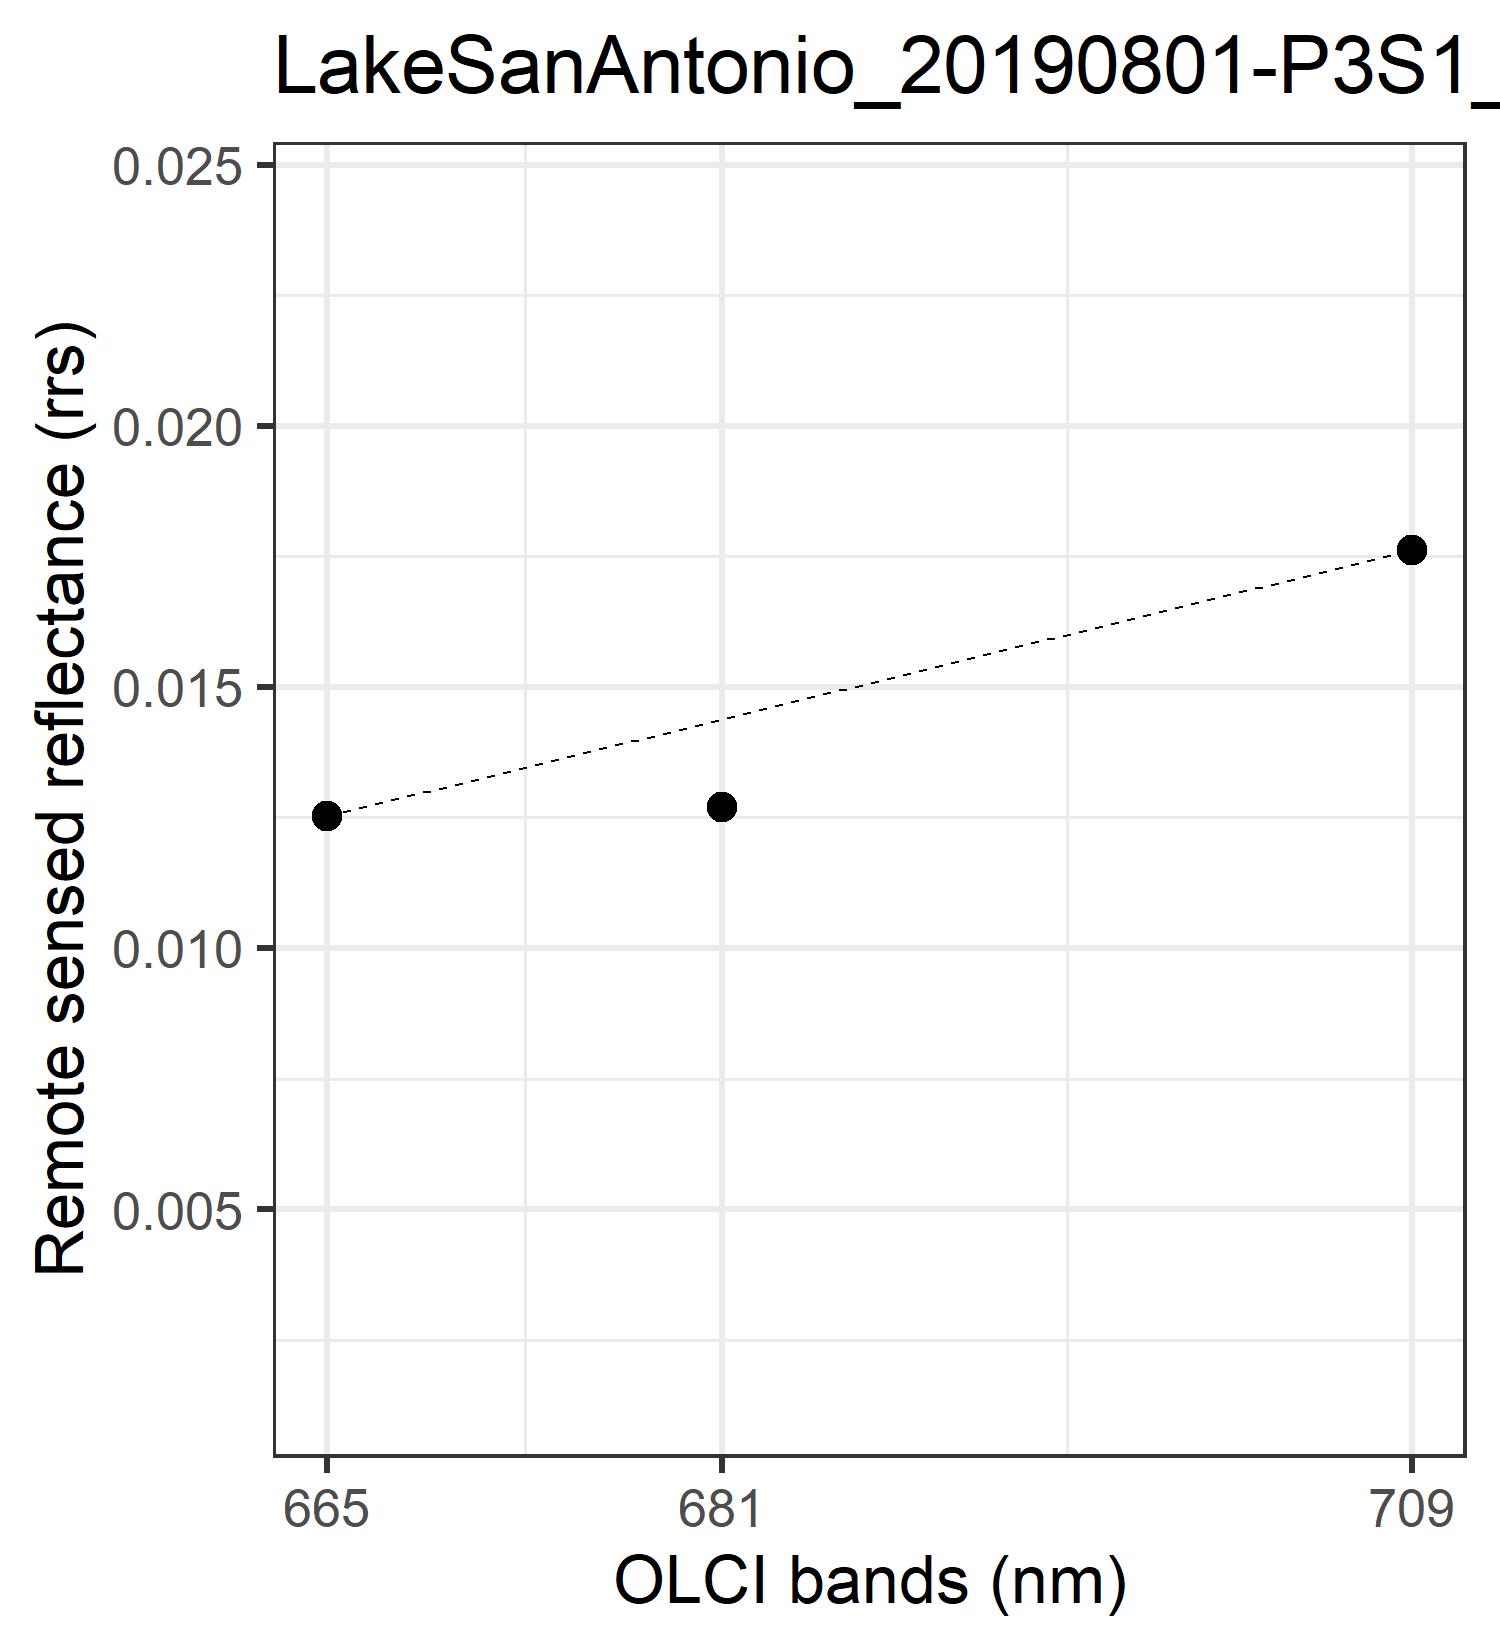 LakeSanAntonio_20190801-P3S1_
0.025
0.020
0.015
0.010
0.005
Remote sensed reflectance (rrs)
665 681 709
OLCI bands (nm)